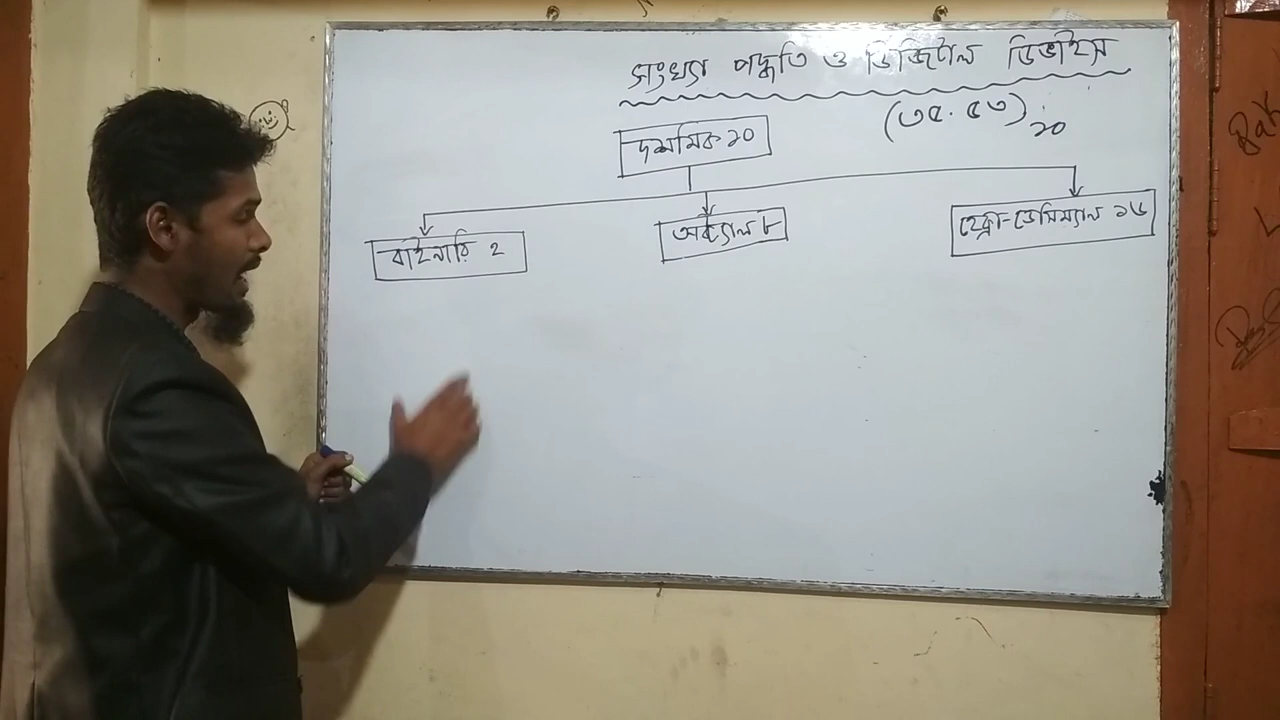 সংখ্যা পদ্ধতি ও ডিজিটাল ডিভাইস
(৩৫.৫৩)১০
দশমিক ১০
বাইনারি ২
অক্ট্যাল ৮
হেক্সা-ডেসিম্যাল ১৬